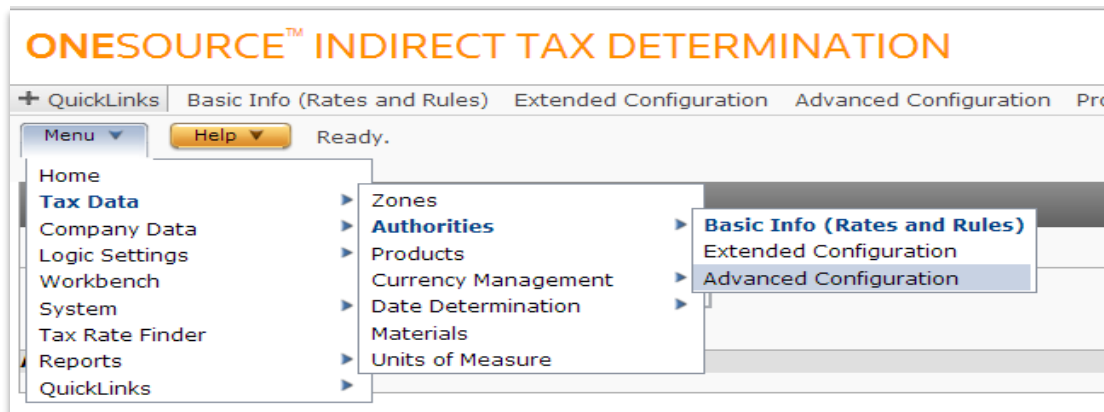 ONESOURCE™ INDIRECT TAX DETERMINATION
+ QuickLinks Basic Info (Rates and Rules) Extended Configuration Advanced Configuration
Menu Help Ready.
Home
Tax Data
Company Data
Logic Settings
Workbench
System
Tax Rate Finder
Reports
QuickLinks
Zones
Authorities
Products
Currency Management
Date Determination
Materials
Units of Measure
Basic Info (Rates and Rules)
Extended Configuration
Advanced Configuration